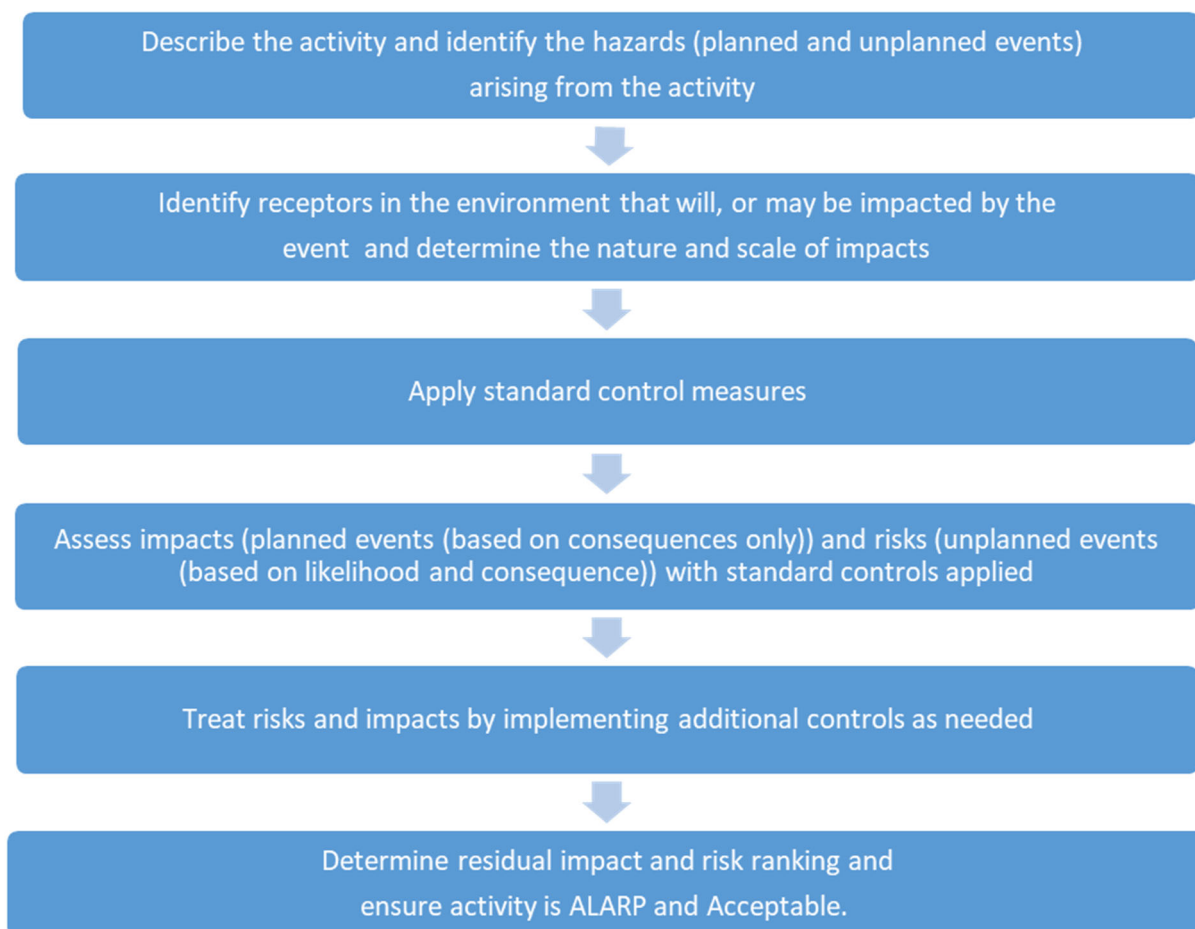 Describe the activity and identify the hazards (planned and unplanned events)
arising from the activity
Identify receptors in the environment that will, or may be impacted by the
event  and determine the nature and scale of impacts
Apply standard control measures
Assess impacts (planned events (based on consequences only)) and risks (unplanned events
(based on likelihood and consequence)) with standard controls applied
Treat risks and impacts by implementing additional controls as needed
Determine residual impact and risk ranking and
ensure activity is ALARP and Acceptable.